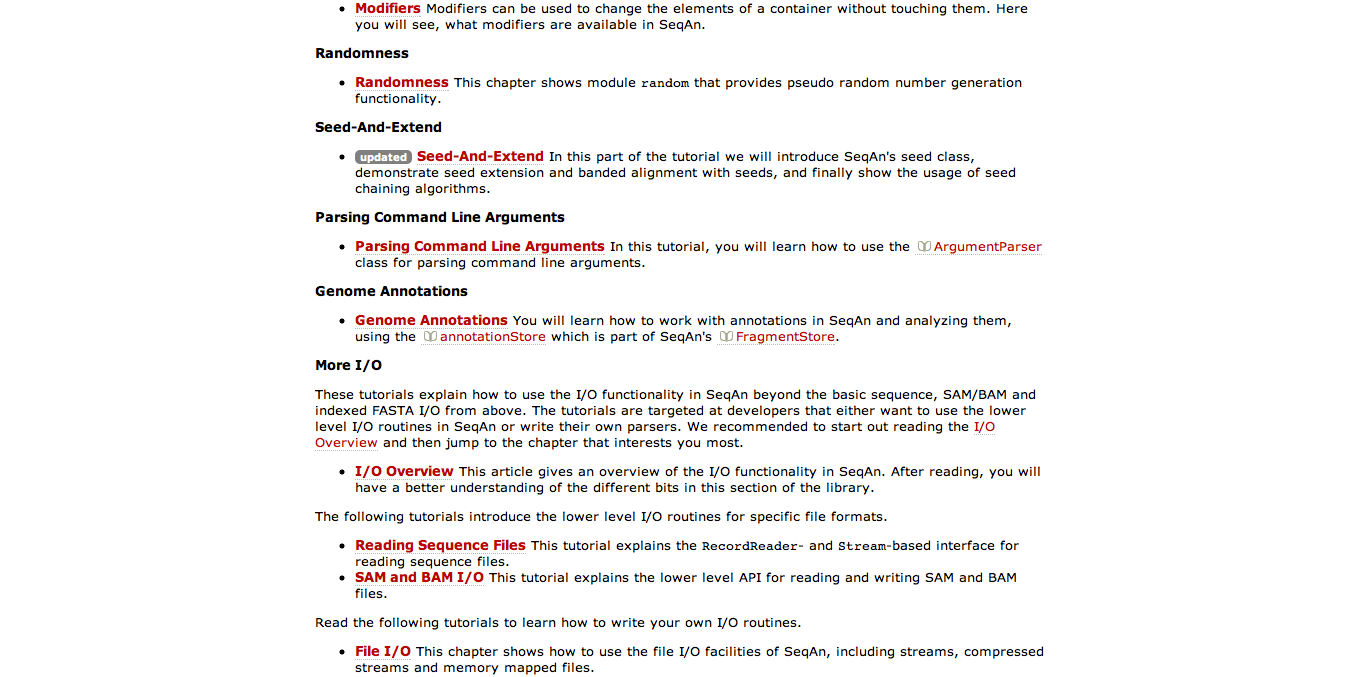 Modifiers Modifiers can be used to change the elements of a container without touching them. Here
you will see, what modifiers are available in SeqAn.
Randomness
Randomness This chapter shows module random that provides pseudo random number generation
functionality.
Seed-And-Extend
updated Seed-And-Extend In this part of the tutorial we will introduce SeqAn's seed class,
demonstrate seed extension and banded alignment with seeds, and finally show the usage of seed
chaining algorithms.
Parsing Command Line Arguments
Parsing Command Line Arguments In this tutorial, you will learn how to use the ArgumentParser
class for parsing command line arguments.
Genome Annotations
Genome Annotations You will learn how to work with annotations in SeqAn and analyzing them,
using the annotationStore which is part of SeqAn's FragmentStore.
More I/O
These tutorials explain how to use the I/O functionality in SeqAn beyond the basic sequence, SAM/BAM and
indexed FASTA I/O from above. The tutorials are targeted at developers that either want to use the lower
level I/O routines in SeqAn or write their own parsers. We recommended to start out reading the I/O
Overview and then jump to the chapter that interests you most.
I/O Overview This article gives an overview of the I/O functionality in SeqAn. After reading, you will
have a better understanding of the different bits in this section of the library.
The following tutorials introduce the lower level I/O routines for specific file formats.
Reading Sequence Files This tutorial explains the RecordReader- and Stream-based interface for
reading sequence files.
SAM and BAM I/O This tutorial explains the lower level API for reading and writing SAM and BAM
files.
Read the following tutorials to learn how to write your own I/O routines.
File I/O This chapter shows how to use the file I/O facilities of SeqAn, including streams, compressed
streams and memory mapped files.